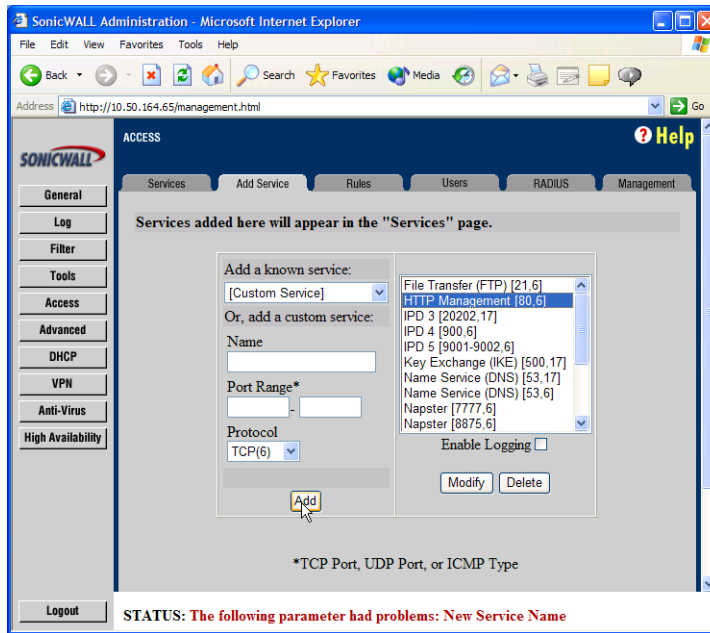 SonicWALL Administration - Microsoft Internet Explorer
File Edit View Favorites Tools Help
Back Search Favorites Media
Address http://10.50.164.65/management.html Go
SONICWALL
ACCESS
? Help
Services Add Service Rules Users RADIUS Management
General
Log
Filter
Tools
Access
Advanced
DHCP
VPN
Anti-Virus
High Availability
Logout
Services added here will appear in the "Services" page.
Add a known service:
[Custom Service]
Or, add a custom service:
Name
Port Range*
-
Protocol
TCP(6)
Add
File Transfer (FTP) [21,6]
HTTP Management [80,6]
IPD 3 [20202,17]
IPD 4 [900,6]
IPD 5 [9001-9002,6]
Key Exchange (IKE) [500,17]
Name Service (DNS) [53,17]
Name Service (DNS) [53,6]
Napster [7777,6]
Napster [8875,6]
Enable Logging
Modify Delete
*TCP Port, UDP Port, or ICMP Type
STATUS: The following parameter had problems: New Service Name